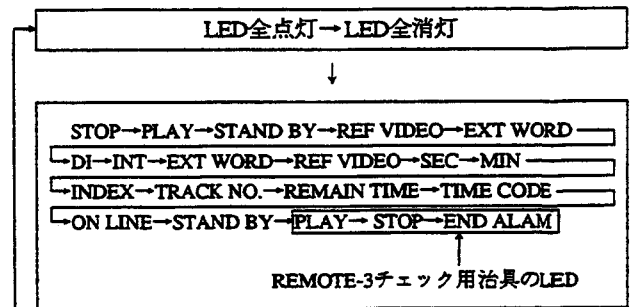 LED全点灯→LED全消灯
↓
STOP→PLAY→STAND BY→REF VIDEO→EXT WORD
→DI→INT→EXT WORD→REF VIDEO→SEC→MIN
→INDEX→TRACK NO.→REMAIN TIME→TIME CODE
→ON LINE→STAND BY→PLAY→STOP→END ALAM
REMOTE-3チェック用治具のLED